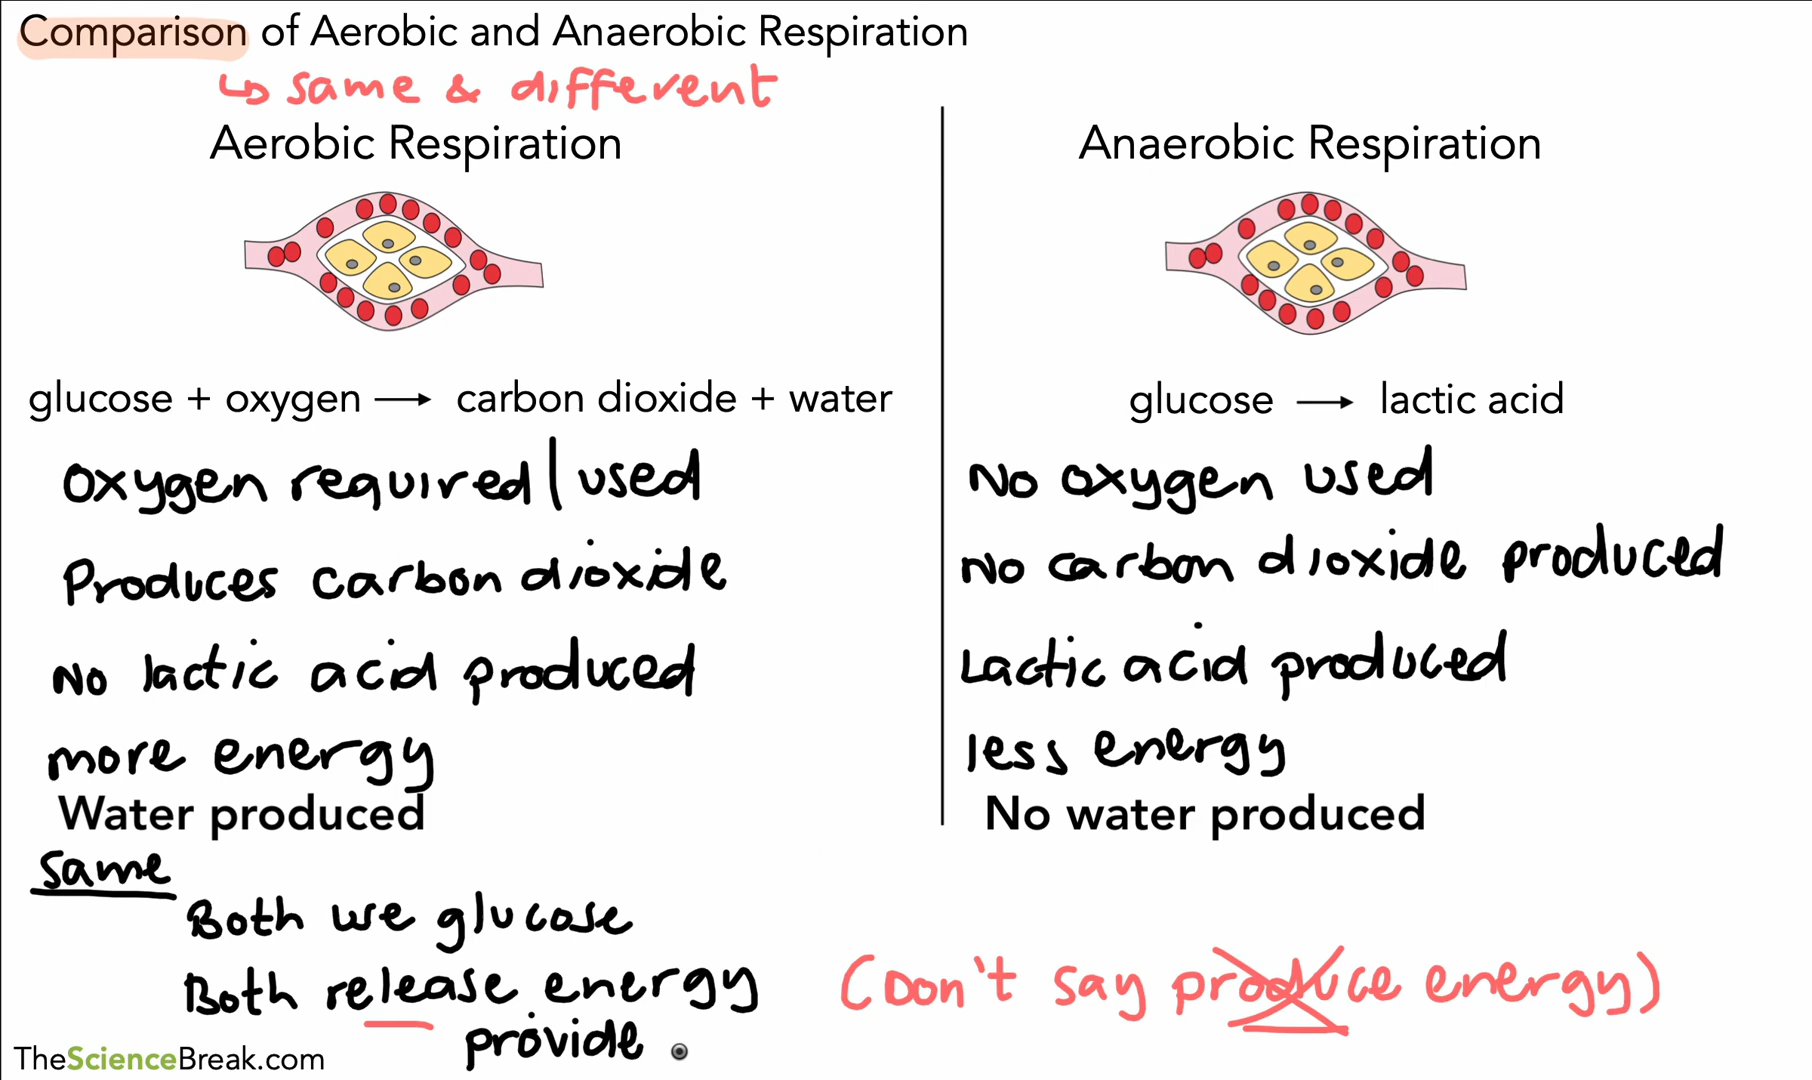 Comparison of Aerobic and Anaerobic Respiration
↳ same & different
Aerobic Respiration
glucose + oxygen → carbon dioxide + water
Oxygen required / used
Produces carbon dioxide
No lactic acid produced
more energy
Water produced
Anaerobic Respiration
glucose → lactic acid
No oxygen used
No carbon dioxide produced
Lactic acid produced
less energy
No water produced
same
Both use glucose
Both release energy
provide
(Don't say produce energy)
TheScienceBreak.com